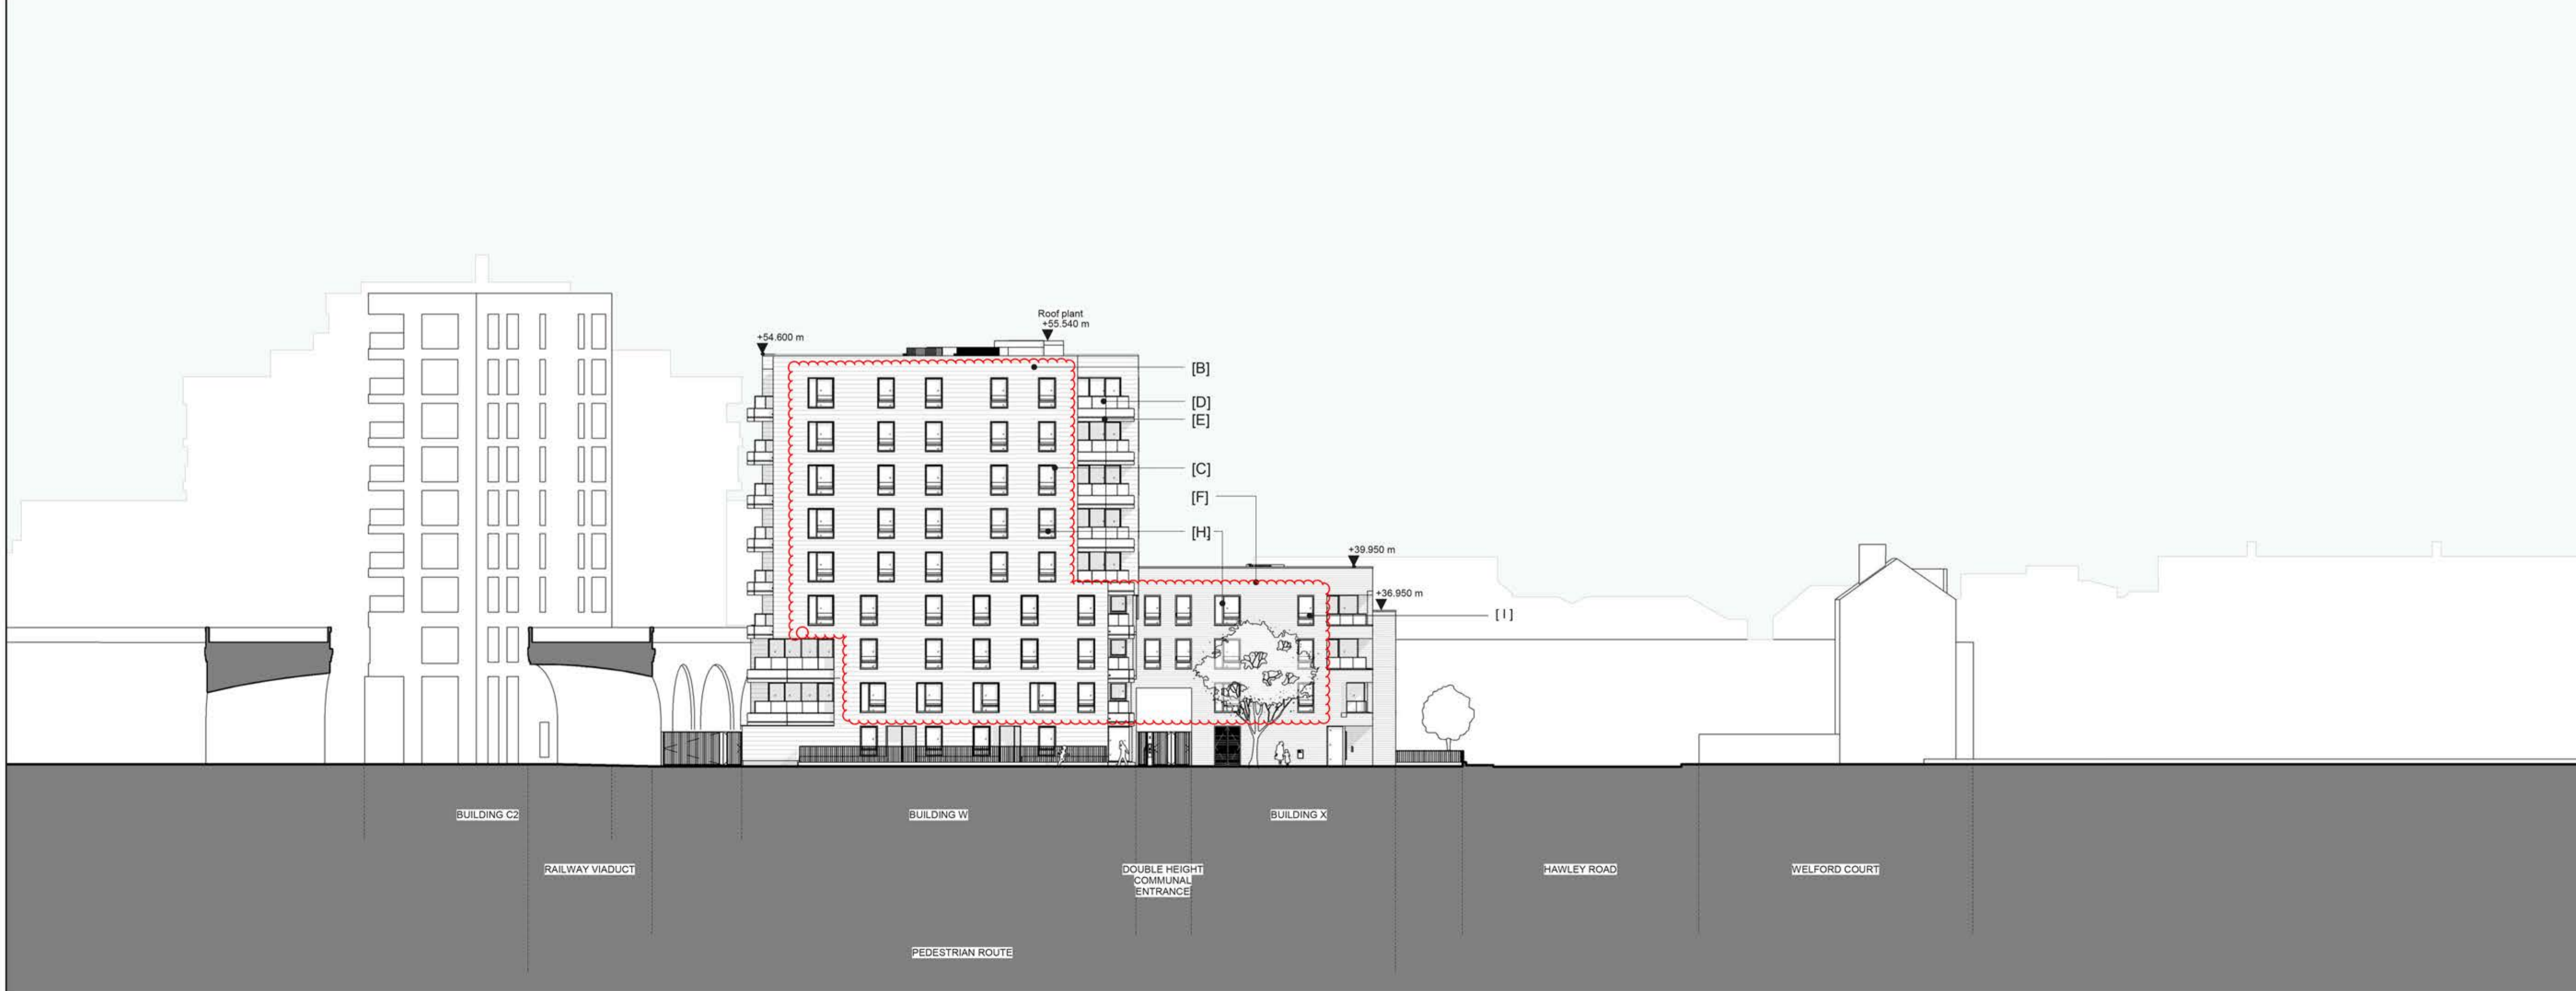 Roof plant
+55.540 m
+54.600 m
[B]
[D]
[E]
[C]
[F]
[H]
+39.950 m
+36.950 m
[ I ]
BUILDING C2
BUILDING W
BUILDING X
RAILWAY VIADUCT
DOUBLE HEIGHT
COMMUNAL
ENTRANCE
HAWLEY ROAD
WELFORD COURT
PEDESTRIAN ROUTE